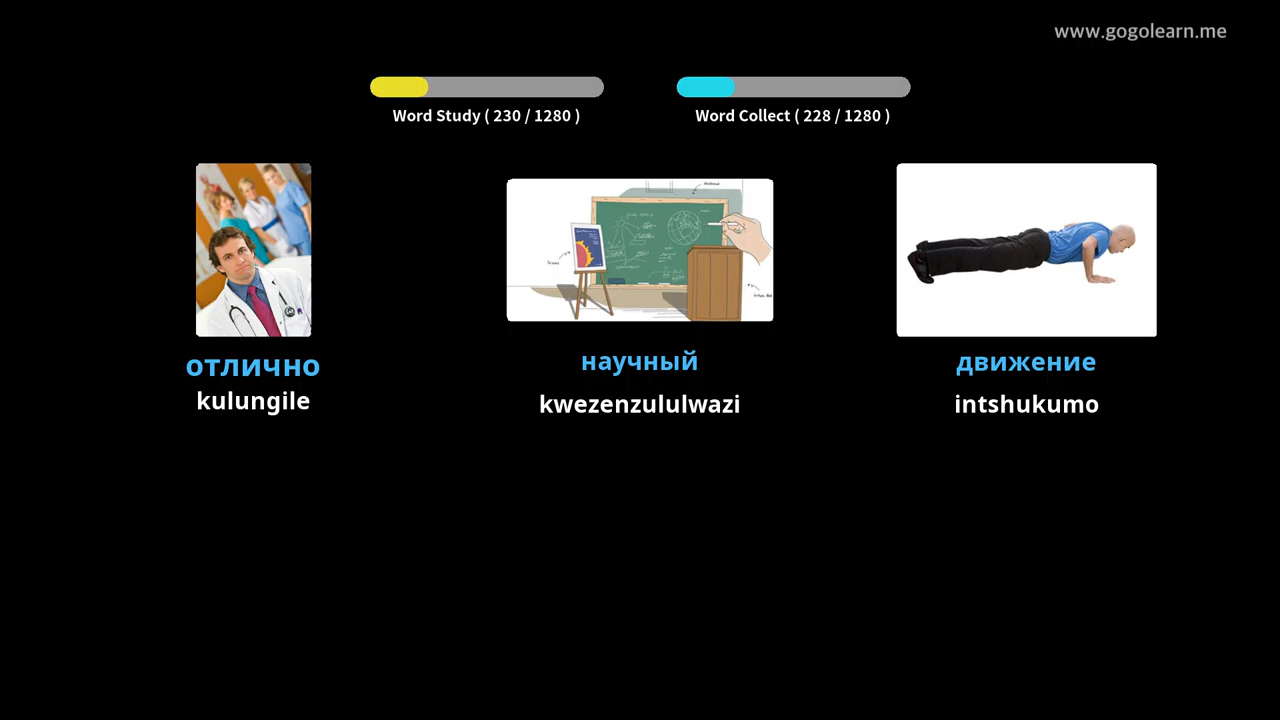 www.gogolearn.me
Word Study ( 230 / 1280 )
Word Collect ( 228 / 1280 )
отлично
kulungile
научный
kwezenzululwazi
движение
intshukumo